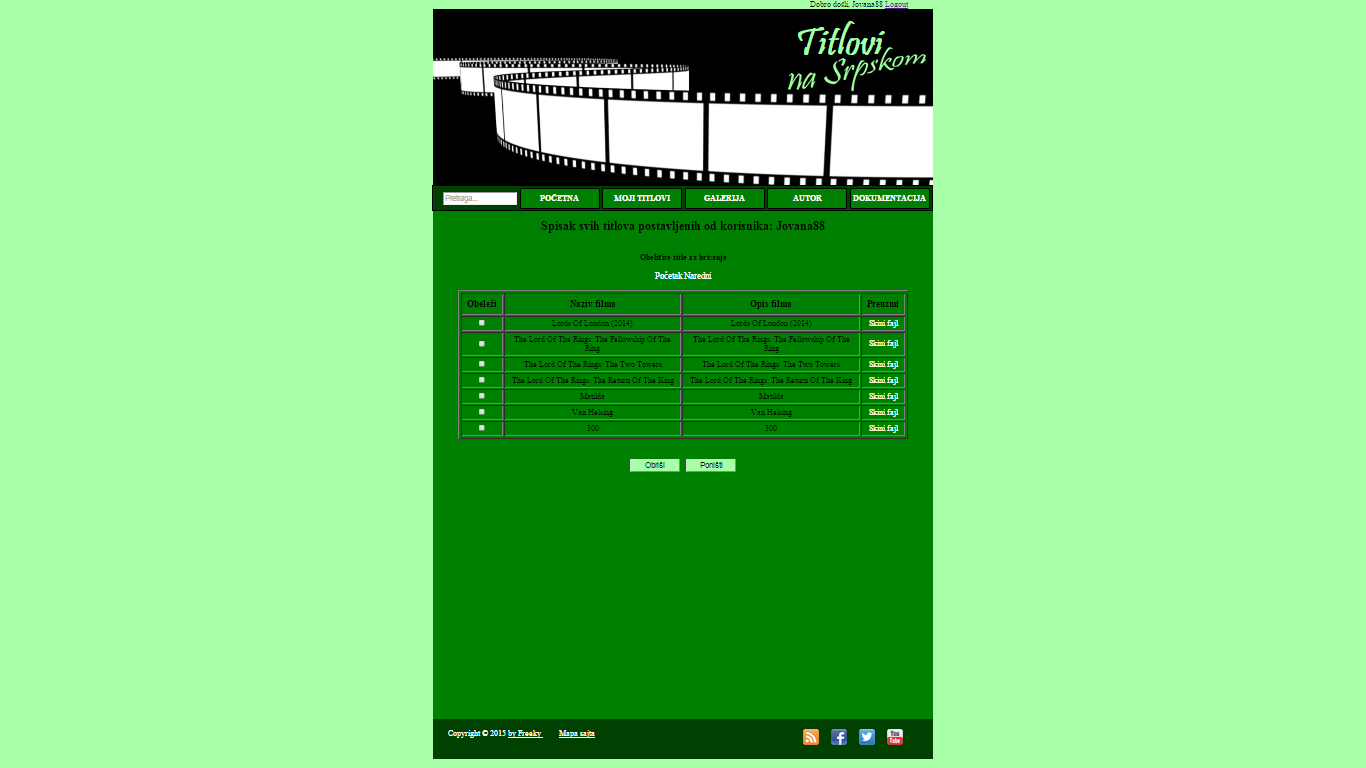 Dobro došli, Jovana88 Logout
Titlovi
na Srpskom
Pretraga... POČETNA MOJI TITLOVI GALERIJA AUTOR DOKUMENTACIJA
Spisak svih titlova postavljenih od korisnika: Jovana88
Obeležite title za brisanje
Početak Naredni
Obeleži Naziv filma Opis filma Preuzmi
Lords Of London (2014) Lords Of London (2014) Skini fajl
The Lord Of The Rings: The Fellowship Of The Ring The Lord Of The Rings: The Fellowship Of The Ring Skini fajl
The Lord Of The Rings: The Two Towers The Lord Of The Rings: The Two Towers Skini fajl
The Lord Of The Rings: The Return Of The King The Lord Of The Rings: The Return Of The King Skini fajl
Matilda Matilda Skini fajl
Van Helsing Van Helsing Skini fajl
300 300 Skini fajl
Obriši Poništi
Copyright © 2015 by Freeky Mapa sajta
You
Tube